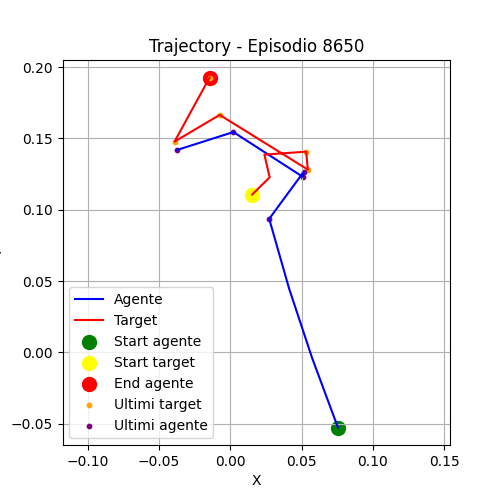 Trajectory - Episodio 8650
0.20
0.15
0.10
0.05
0.00
−0.05
Agente
Target
Start agente
Start target
End agente
Ultimi target
Ultimi agente
−0.10
−0.05
0.00
0.05
0.10
0.15
X